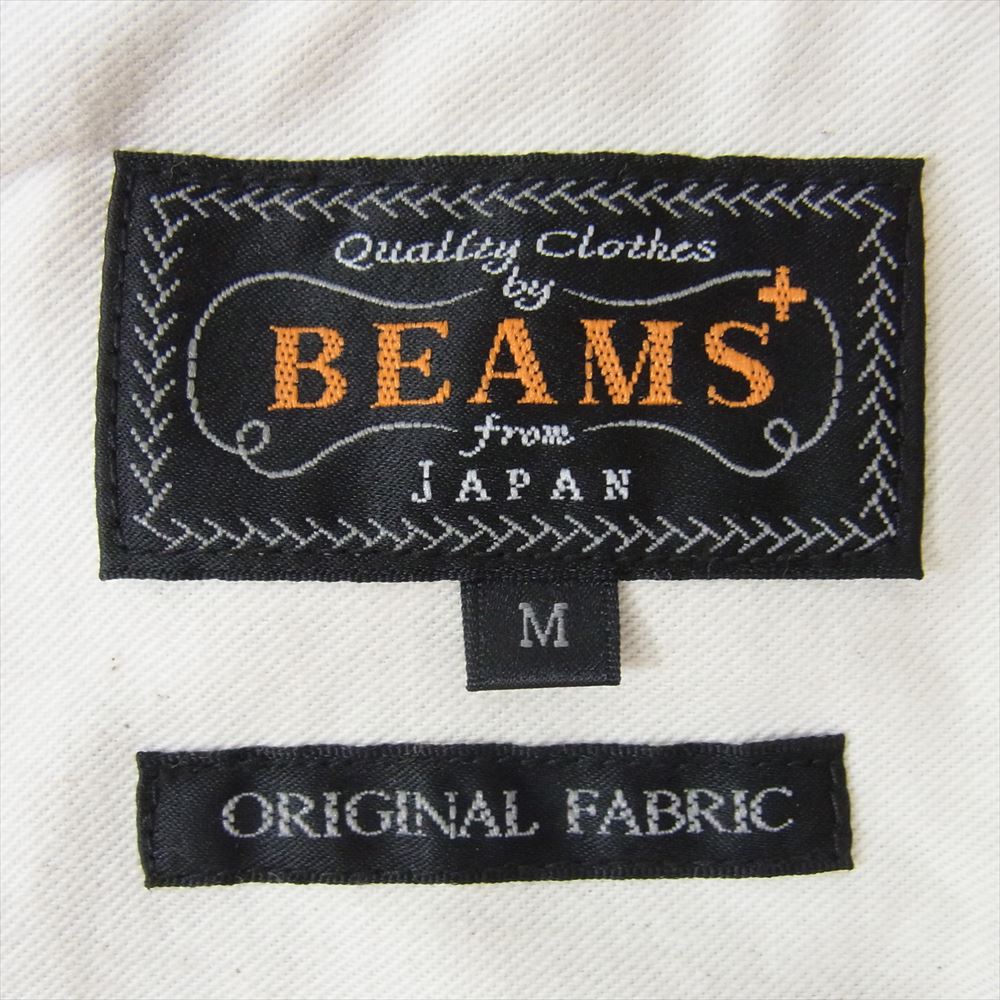 Quality Clothes
by
BEAMS+
from
JAPAN
M
ORIGINAL FABRIC